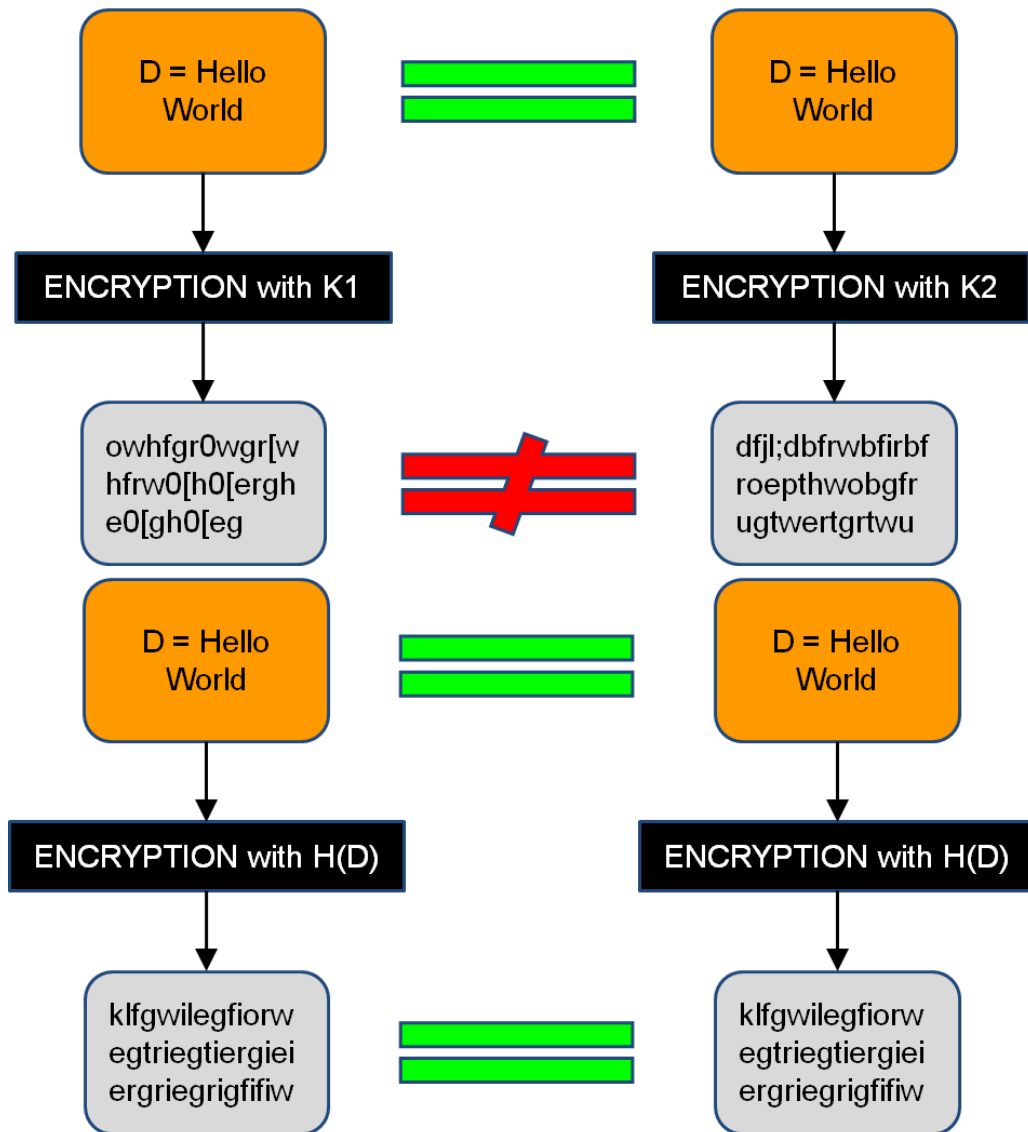 D = Hello
World
D = Hello
World
ENCRYPTION with K1
ENCRYPTION with K2
owhfgr0wgr[w
hfrw0[h0[ergh
e0[gh0[eg
dfjl;dbfrwbfirbf
roepthwobgfr
ugtwertgrtwu
D = Hello
World
D = Hello
World
ENCRYPTION with H(D)
ENCRYPTION with H(D)
klfgwilegfiorw
egtriegtiergiei
ergriegrigfifiw
klfgwilegfiorw
egtriegtiergiei
ergriegrigfifiw